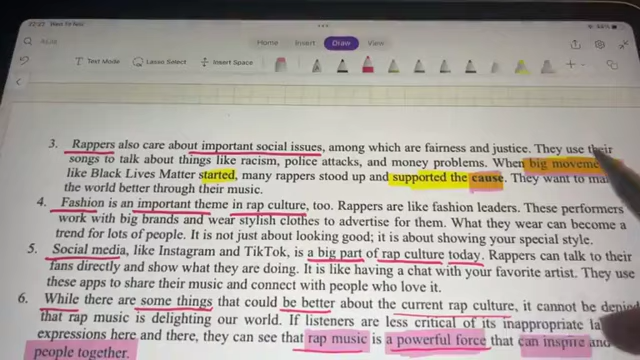 22:23 Wed 19 Feb
Home Insert Draw View
Text Mode Lasso Select Insert Space
3. Rappers also care about important social issues, among which are fairness and justice. They use their
songs to talk about things like racism, police attacks, and money problems. When big moveme
like Black Lives Matter started, many rappers stood up and supported the cause. They want to ma
the world better through their music.
4. Fashion is an important theme in rap culture, too. Rappers are like fashion leaders. These performers
work with big brands and wear stylish clothes to advertise for them. What they wear can become a
trend for lots of people. It is not just about looking good; it is about showing your special style.
5. Social media, like Instagram and TikTok, is a big part of rap culture today. Rappers can talk to their
fans directly and show what they are doing. It is like having a chat with your favorite artist. They use
these apps to share their music and connect with people who love it.
6. While there are some things that could be better about the current rap culture, it cannot be denied
that rap music is delighting our world. If listeners are less critical of its inappropriate la
expressions here and there, they can see that rap music is a powerful force that can inspire and
people together.